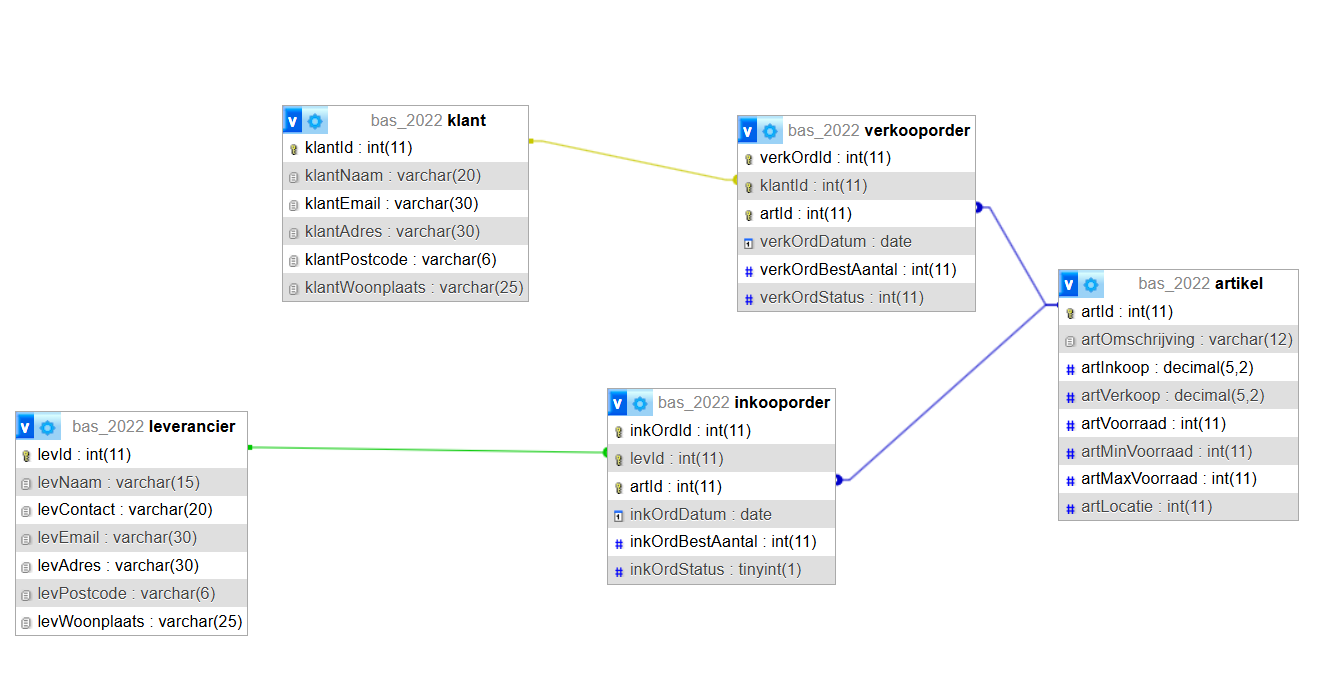 v bas_2022 klant
klantId : int(11)
klantNaam : varchar(20)
klantEmail : varchar(30)
klantAdres : varchar(30)
klantPostcode : varchar(6)
klantWoonplaats : varchar(25)
v bas_2022 verkooporder
verkOrdId : int(11)
klantId : int(11)
artId : int(11)
verkOrdDatum : date
# verkOrdBestAantal : int(11)
# verkOrdStatus : int(11)
v bas_2022 artikel
artId : int(11)
artOmschrijving : varchar(12)
# artInkoop : decimal(5,2)
# artVerkoop : decimal(5,2)
# artVoorraad : int(11)
# artMinVoorraad : int(11)
# artMaxVoorraad : int(11)
# artLocatie : int(11)
v bas_2022 leverancier
levId : int(11)
levNaam : varchar(15)
levContact : varchar(20)
levEmail : varchar(30)
levAdres : varchar(30)
levPostcode : varchar(6)
levWoonplaats : varchar(25)
v bas_2022 inkooporder
inkOrdId : int(11)
levId : int(11)
artId : int(11)
inkOrdDatum : date
# inkOrdBestAantal : int(11)
# inkOrdStatus : tinyint(1)